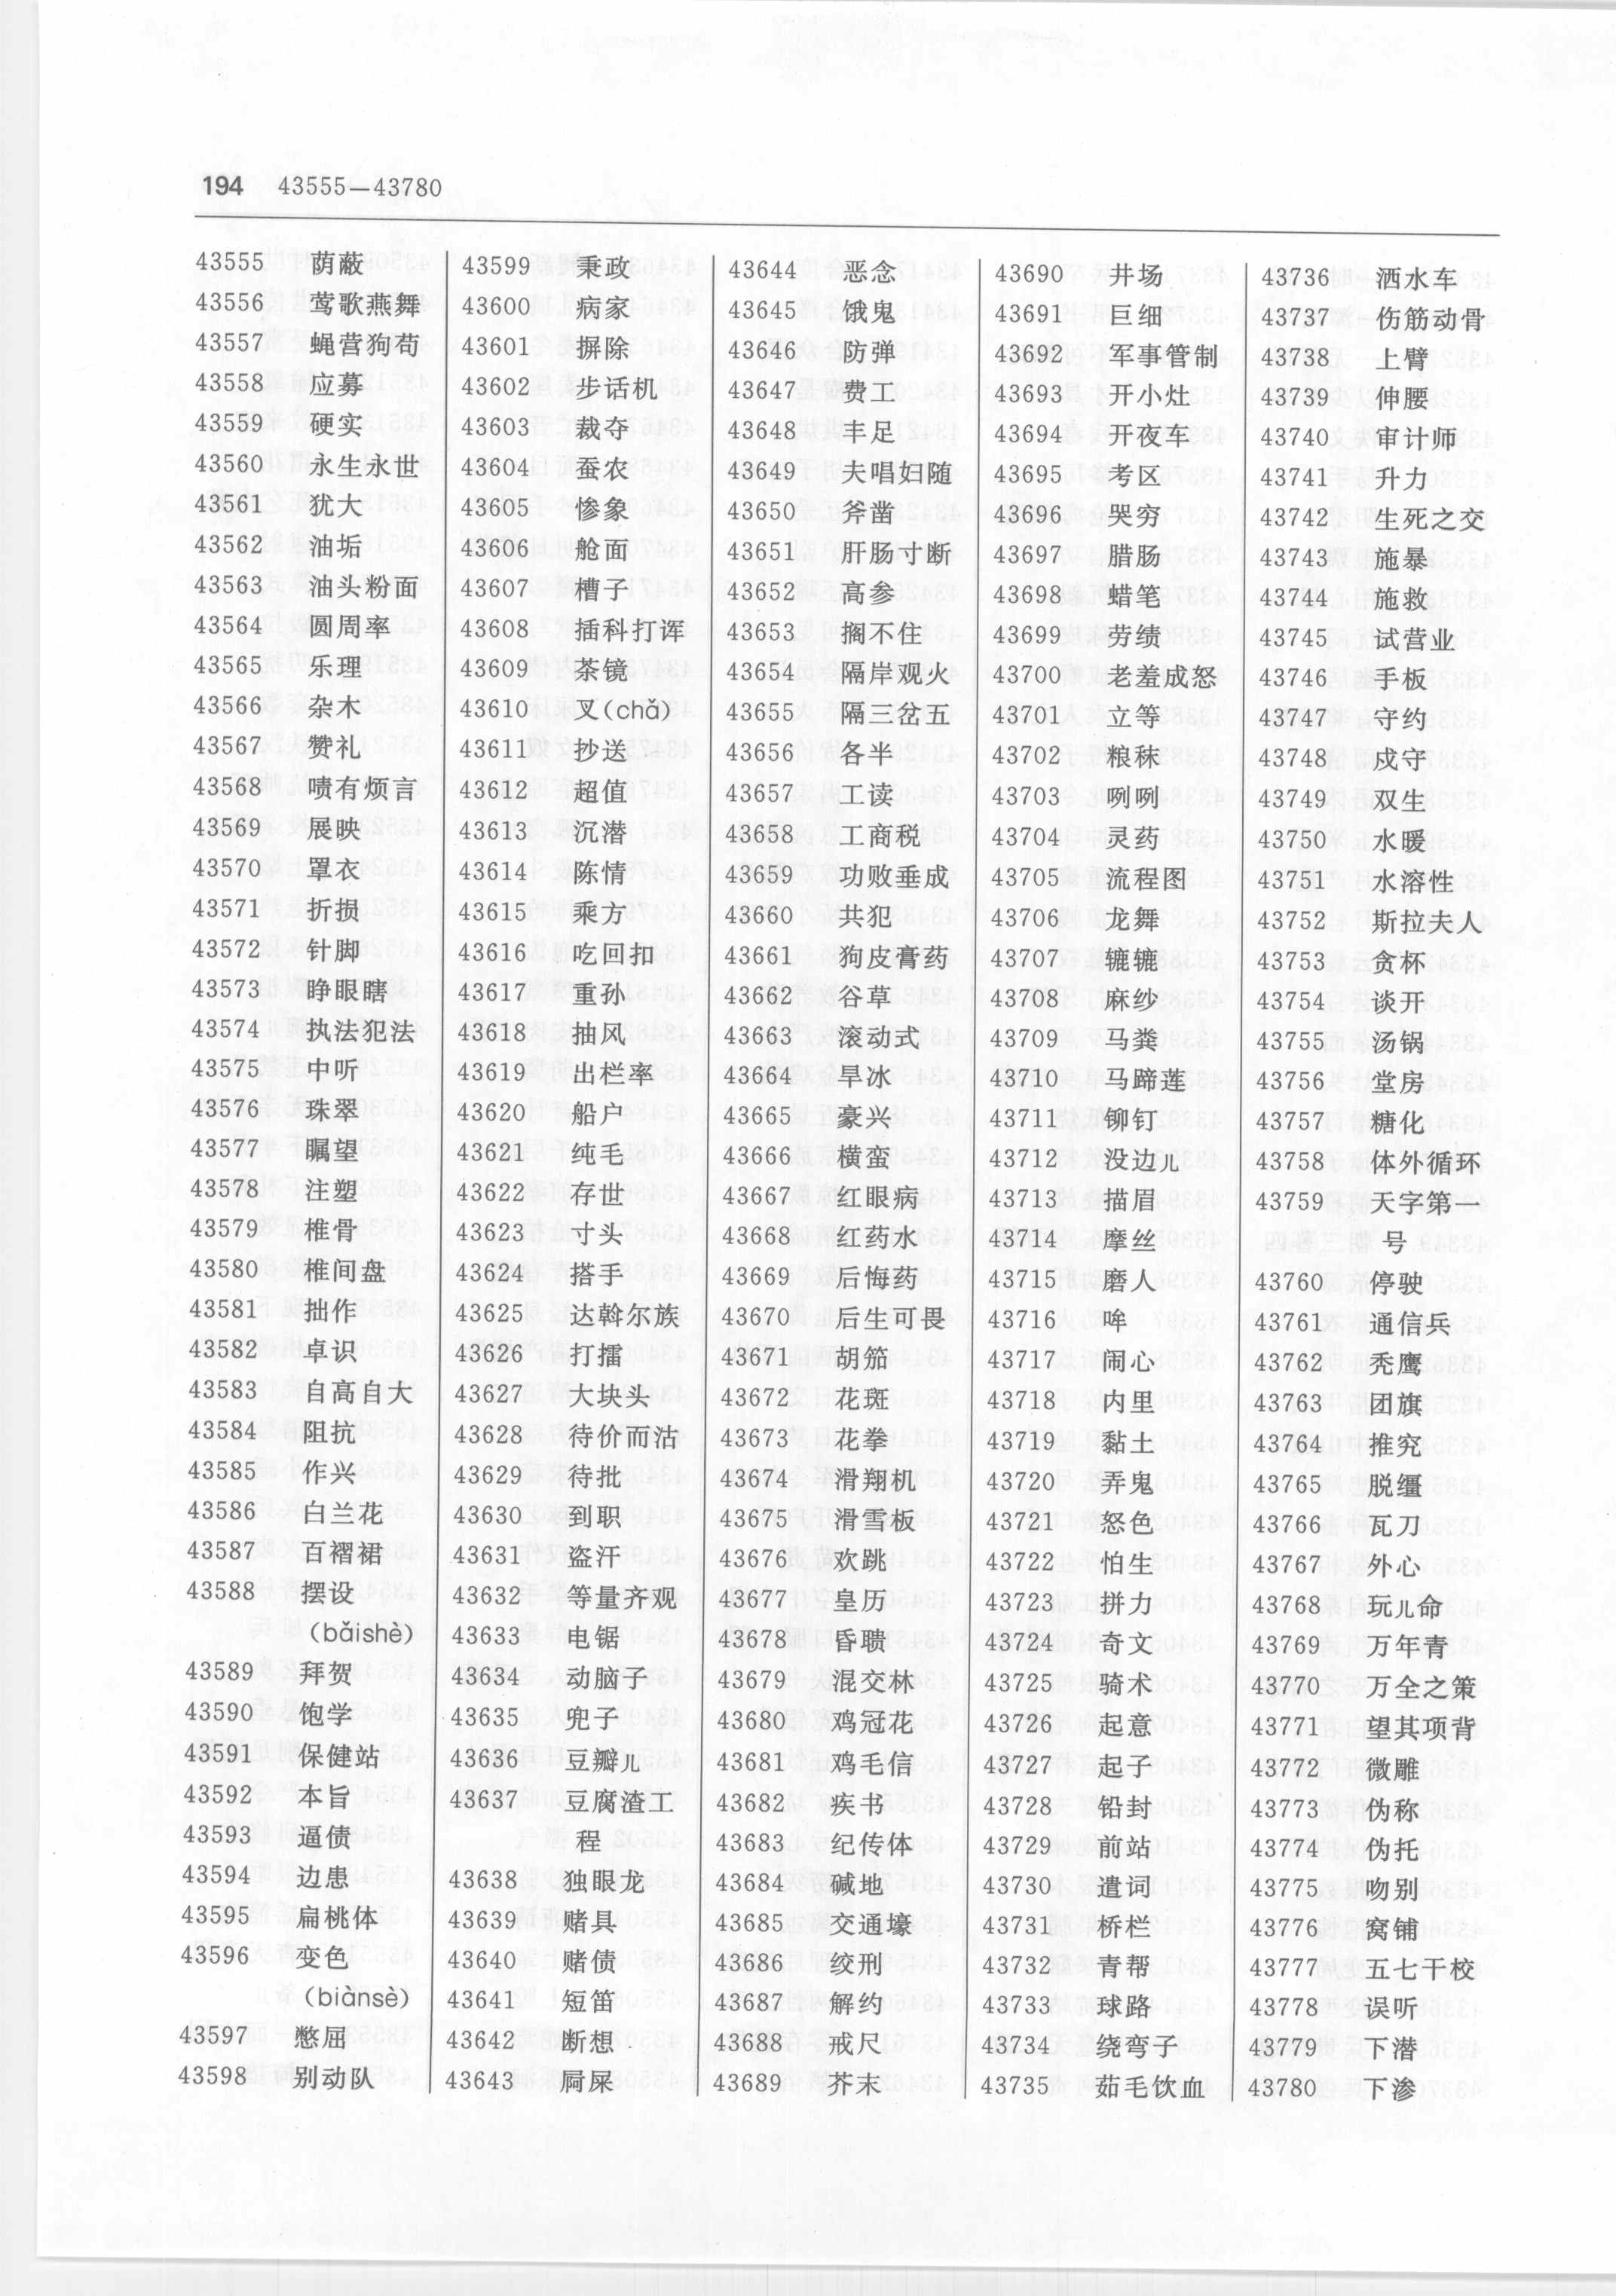 194 43555—43780
43555 荫蔽
43556 莺歌燕舞
43557 蝇营狗苟
43558 应募
43559 硬实
43560 永生永世
43561 犹大
43562 油垢
43563 油头粉面
43564 圆周率
43565 乐理
43566 杂木
43567 赞礼
43568 啧有烦言
43569 展映
43570 罩衣
43571 折损
43572 针脚
43573 睁眼瞎
43574 执法犯法
43575 中听
43576 珠翠
43577 瞩望
43578 注塑
43579 椎骨
43580 椎间盘
43581 拙作
43582 卓识
43583 自高自大
43584 阻抗
43585 作兴
43586 白兰花
43587 百褶裙
43588 摆设
(bǎishè)
43589 拜贺
43590 饱学
43591 保健站
43592 本旨
43593 逼债
43594 边患
43595 扁桃体
43596 变色
(biànsè)
43597 憋屈
43598 别动队
43599 秉政
43600 病家
43601 摒除
43602 步话机
43603 裁夺
43604 蚕农
43605 惨象
43606 舱面
43607 槽子
43608 插科打诨
43609 茶镜
43610 叉(chǎ)
43611 抄送
43612 超值
43613 沉潜
43614 陈情
43615 乘方
43616 吃回扣
43617 重孙
43618 抽风
43619 出栏率
43620 船户
43621 纯毛
43622 存世
43623 寸头
43624 搭手
43625 达斡尔族
43626 打擂
43627 大块头
43628 待价而沽
43629 待批
43630 到职
43631 盗汗
43632 等量齐观
43633 电锯
43634 动脑子
43635 兜子
43636 豆瓣儿
43637 豆腐渣工
程
43638 独眼龙
43639 赌具
43640 赌债
43641 短笛
43642 断想
43643 屙屎
43644 恶念
43645 饿鬼
43646 防弹
43647 费工
43648 丰足
43649 夫唱妇随
43650 斧凿
43651 肝肠寸断
43652 高参
43653 搁不住
43654 隔岸观火
43655 隔三岔五
43656 各半
43657 工读
43658 工商税
43659 功败垂成
43660 共犯
43661 狗皮膏药
43662 谷草
43663 滚动式
43664 旱冰
43665 豪兴
43666 横蛮
43667 红眼病
43668 红药水
43669 后悔药
43670 后生可畏
43671 胡笳
43672 花斑
43673 花拳
43674 滑翔机
43675 滑雪板
43676 欢跳
43677 皇历
43678 昏聩
43679 混交林
43680 鸡冠花
43681 鸡毛信
43682 疾书
43683 纪传体
43684 碱地
43685 交通壕
43686 绞刑
43687 解约
43688 戒尺
43689 芥末
43690 井场
43691 巨细
43692 军事管制
43693 开小灶
43694 开夜车
43695 考区
43696 哭穷
43697 腊肠
43698 蜡笔
43699 劳绩
43700 老羞成怒
43701 立等
43702 粮秣
43703 咧咧
43704 灵药
43705 流程图
43706 龙舞
43707 辘辘
43708 麻纱
43709 马粪
43710 马蹄莲
43711 铆钉
43712 没边儿
43713 描眉
43714 摩丝
43715 磨人
43716 哞
43717 闹心
43718 内里
43719 黏土
43720 弄鬼
43721 怒色
43722 怕生
43723 拼力
43724 奇文
43725 骑术
43726 起意
43727 起子
43728 铅封
43729 前站
43730 遣词
43731 桥栏
43732 青帮
43733 球路
43734 绕弯子
43735 茹毛饮血
43736 洒水车
43737 伤筋动骨
43738 上臂
43739 伸腰
43740 审计师
43741 升力
43742 生死之交
43743 施暴
43744 施救
43745 试营业
43746 手板
43747 守约
43748 戍守
43749 双生
43750 水暖
43751 水溶性
43752 斯拉夫人
43753 贪杯
43754 谈开
43755 汤锅
43756 堂房
43757 糖化
43758 体外循环
43759 天字第一
号
43760 停驶
43761 通信兵
43762 秃鹰
43763 团旗
43764 推究
43765 脱缰
43766 瓦刀
43767 外心
43768 玩儿命
43769 万年青
43770 万全之策
43771 望其项背
43772 微雕
43773 伪称
43774 伪托
43775 吻别
43776 窝铺
43777 五七干校
43778 误听
43779 下潜
43780 下渗